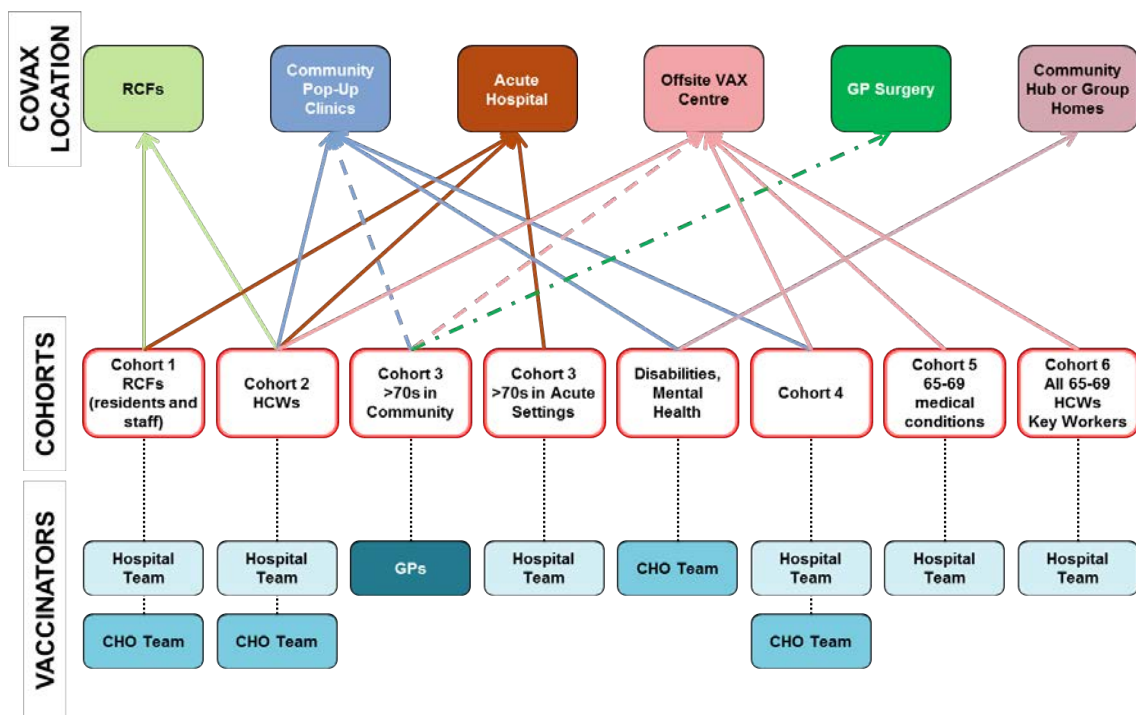 COVAX
LOCATION
RCFs
Community
Pop-Up
Clinics
Acute
Hospital
Offsite VAX
Centre
GP Surgery
Community
Hub or Group
Homes
COHORTS
Cohort 1
RCFs
(residents and
staff)
Cohort 2
HCWs
Cohort 3
>70s in
Community
Cohort 3
>70s in Acute
Settings
Disabilities,
Mental
Health
Cohort 4
Cohort 5
65-69
medical
conditions
Cohort 6
All 65-69
HCWs
Key Workers
VACCINATORS
Hospital
Team
Hospital
Team
GPs
Hospital
Team
CHO Team
Hospital
Team
Hospital
Team
Hospital
Team
CHO Team
CHO Team
CHO Team